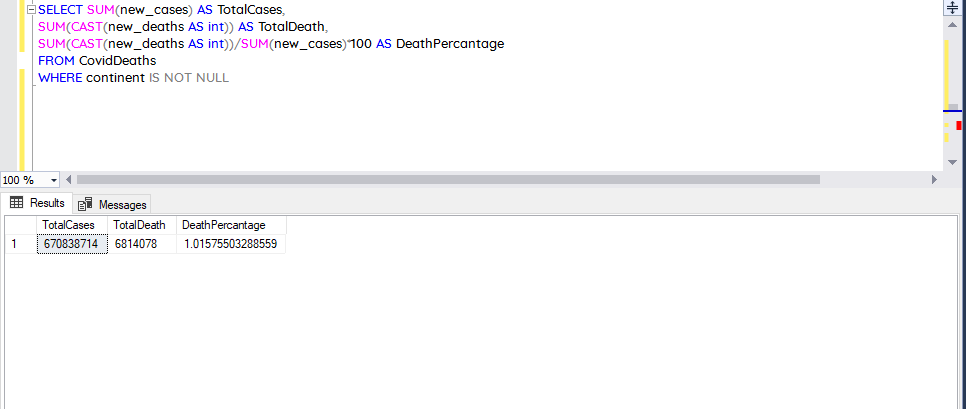 SELECT SUM(new_cases) AS TotalCases,
SUM(CAST(new_deaths AS int)) AS TotalDeath,
SUM(CAST(new_deaths AS int))/SUM(new_cases)*100 AS DeathPercantage
FROM CovidDeaths
WHERE continent IS NOT NULL
100 %
Results Messages
TotalCases TotalDeath DeathPercantage
1 670838714 6814078 1.01575503288559